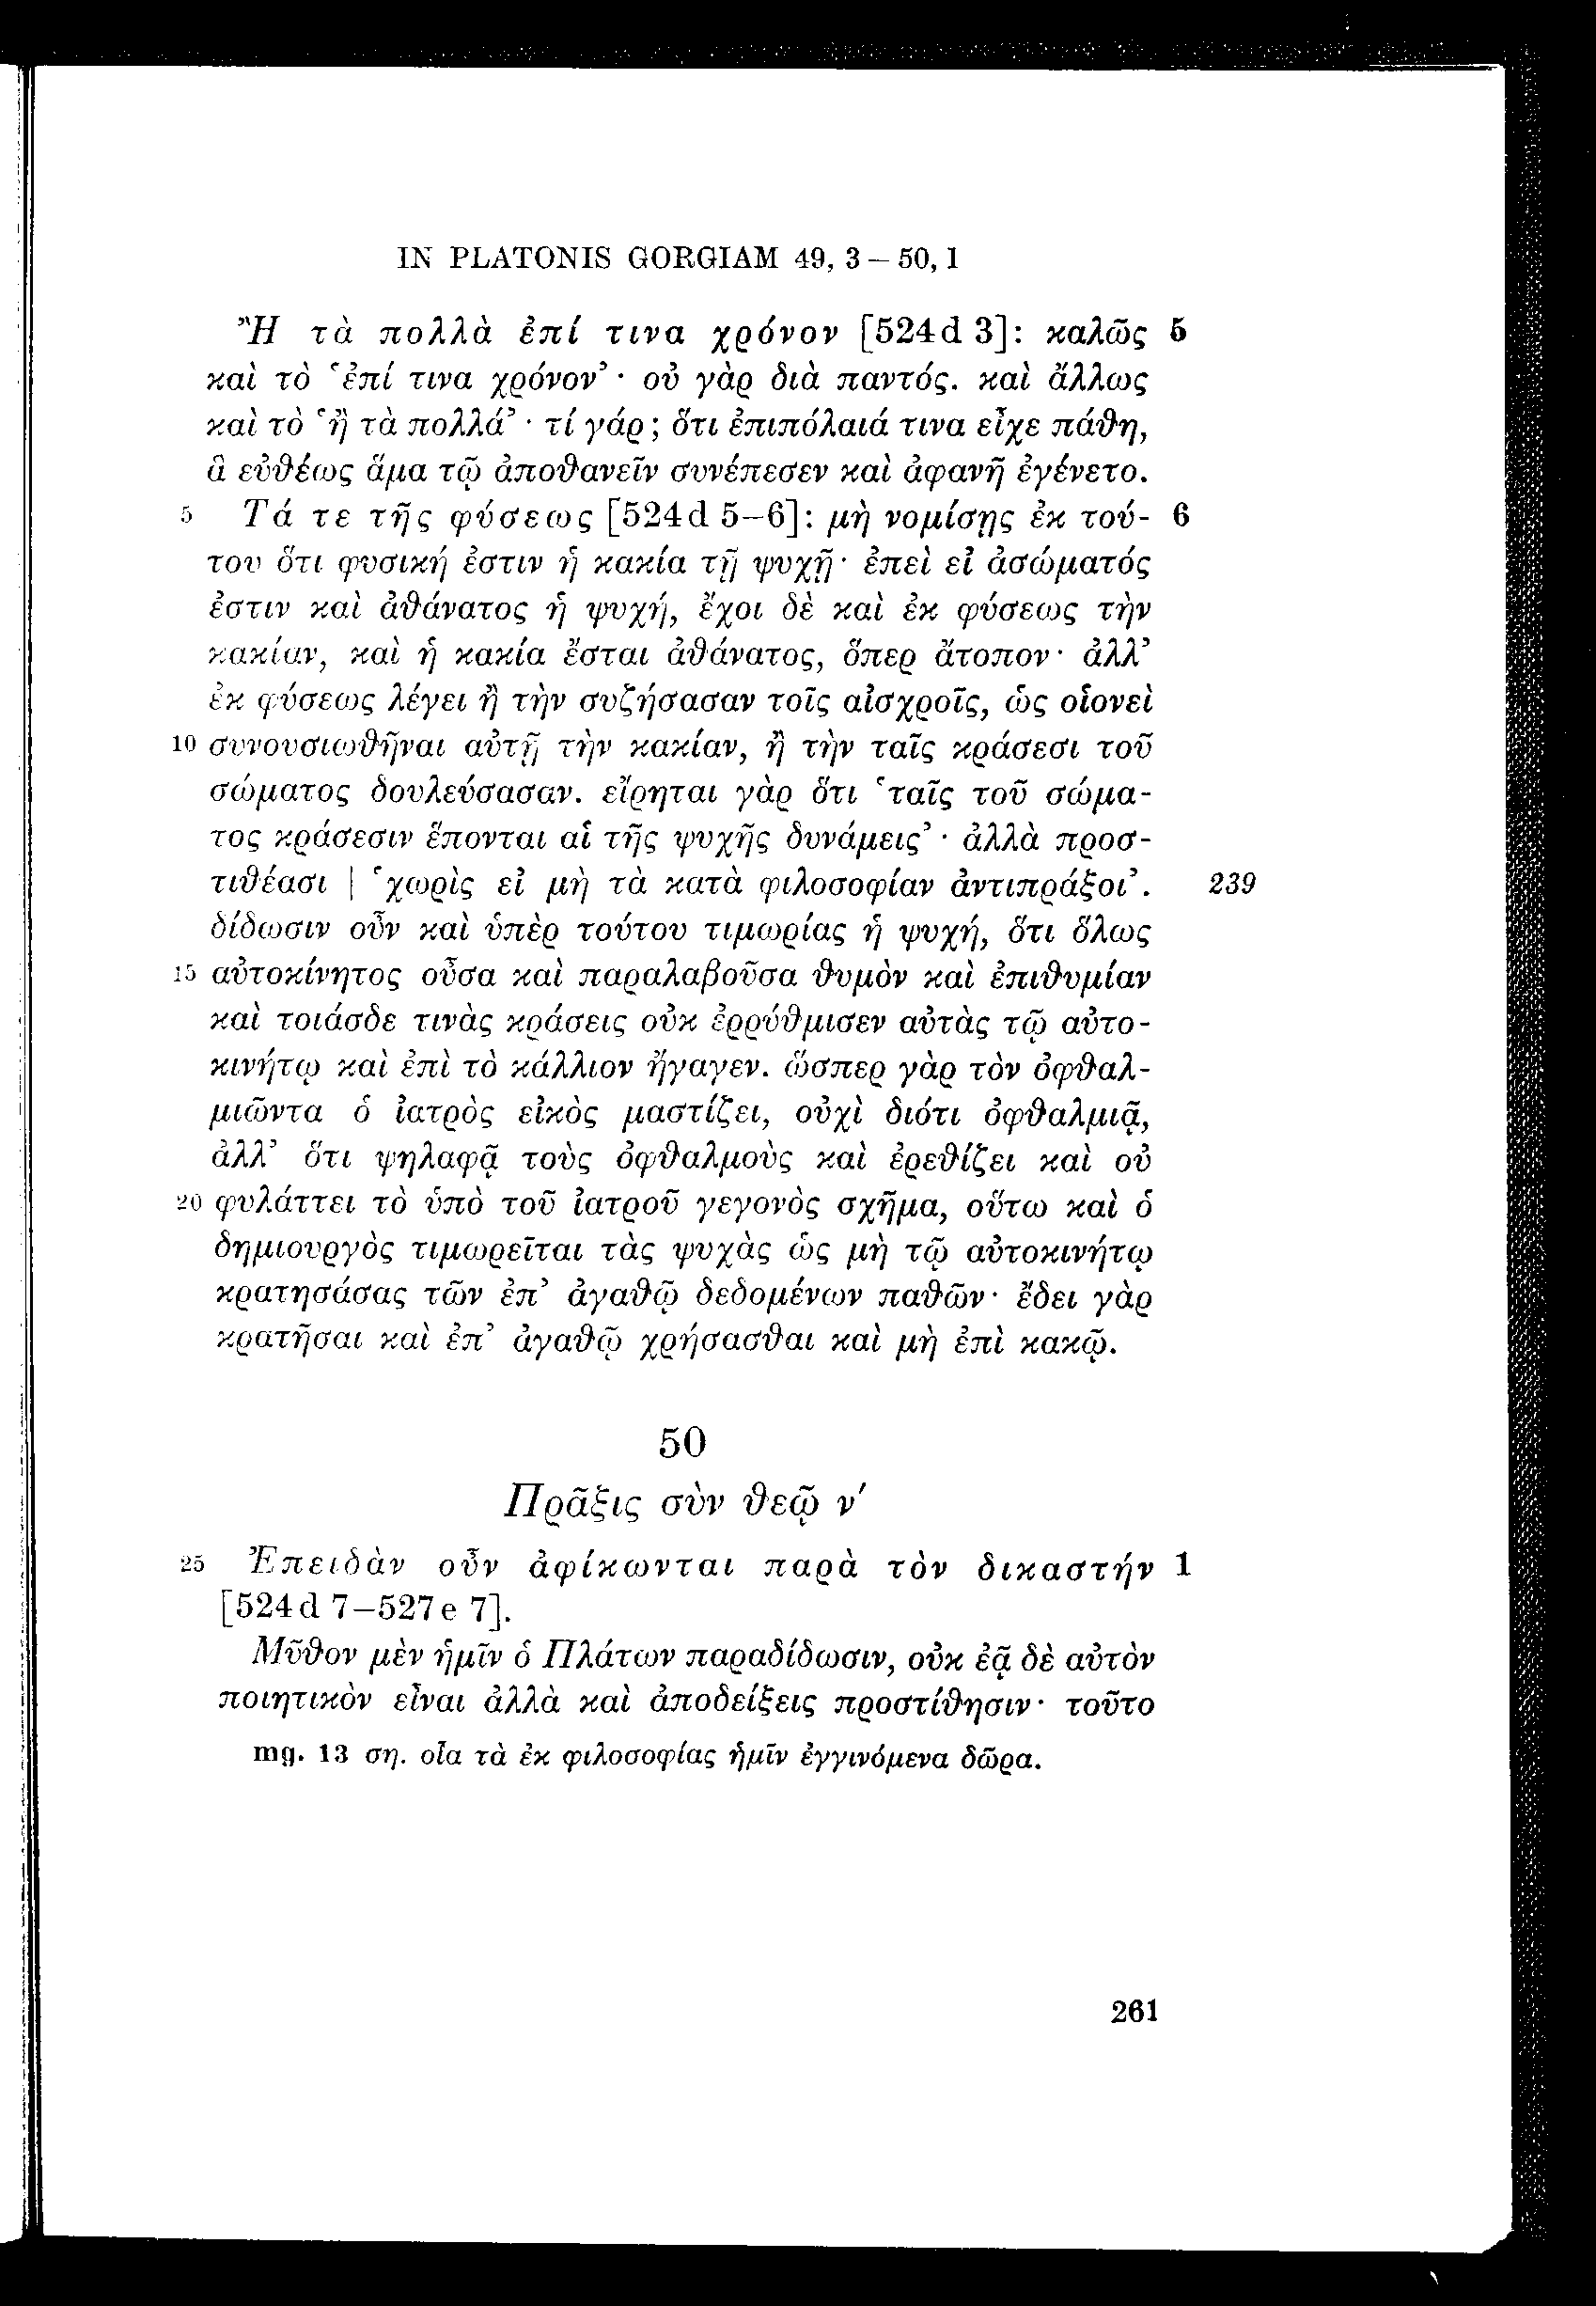 IN PLATONIS GORGIAM 49, 3 – 50, 1
Ἢ τὰ πολλὰ ἐπί τινα χρόνον [524d 3]: καλῶς 5
καὶ τὸ ‛ἐπί τινα χρόνον’· οὐ γὰρ διὰ παντός. καὶ ἄλλως
καὶ τὸ ‛ἢ τὰ πολλά’· τί γάρ; ὅτι ἐπιπόλαιά τινα εἶχε πάθη,
ἃ εὐθέως ἅμα τῷ ἀποθανεῖν συνέπεσεν καὶ ἀφανῆ ἐγένετο.
5 Τά τε τῆς φύσεως [524d 5–6]: μὴ νομίσῃς ἐκ τού- 6
του ὅτι φυσική ἐστιν ἡ κακία τῇ ψυχῇ· ἐπεὶ εἰ ἀσώματός
ἐστιν καὶ ἀθάνατος ἡ ψυχή, ἔχοι δὲ καὶ ἐκ φύσεως τὴν
κακίαν, καὶ ἡ κακία ἔσται ἀθάνατος, ὅπερ ἄτοπον· ἀλλ’
ἐκ φύσεως λέγει ἢ τὴν συζήσασαν τοῖς αἰσχροῖς, ὡς οἱονεὶ
10 συνουσιωθῆναι αὐτῇ τὴν κακίαν, ἢ τὴν ταῖς κράσεσι τοῦ
σώματος δουλεύσασαν. εἴρηται γὰρ ὅτι ‛ταῖς τοῦ σώμα-
τος κράσεσιν ἕπονται αἱ τῆς ψυχῆς δυνάμεις’· ἀλλὰ προσ-
τιθέασι | ‛χωρὶς εἰ μὴ τὰ κατὰ φιλοσοφίαν ἀντιπράξοι’. 239
δίδωσιν οὖν καὶ ὑπὲρ τούτου τιμωρίας ἡ ψυχή, ὅτι ὅλως
15 αὐτοκίνητος οὖσα καὶ παραλαβοῦσα θυμὸν καὶ ἐπιθυμίαν
καὶ τοιάσδε τινὰς κράσεις οὐκ ἐρρύθμισεν αὐτὰς τῷ αὐτο-
κινήτῳ καὶ ἐπὶ τὸ κάλλιον ἤγαγεν. ὥσπερ γὰρ τὸν ὀφθαλ-
μιῶντα ὁ ἰατρὸς εἰκὸς μαστίζει, οὐχὶ διότι ὀφθαλμιᾷ,
ἀλλ’ ὅτι ψηλαφᾷ τοὺς ὀφθαλμοὺς καὶ ἐρεθίζει καὶ οὐ
20 φυλάττει τὸ ὑπὸ τοῦ ἰατροῦ γεγονὸς σχῆμα, οὕτω καὶ ὁ
δημιουργὸς τιμωρεῖται τὰς ψυχὰς ὡς μὴ τῷ αὐτοκινήτῳ
κρατησάσας τῶν ἐπ’ ἀγαθῷ δεδομένων παθῶν· ἔδει γὰρ
κρατῆσαι καὶ ἐπ’ ἀγαθῷ χρήσασθαι καὶ μὴ ἐπὶ κακῷ.
50
Πρᾶξις σὺν θεῷ ν′
25 Ἐπειδὰν οὖν ἀφίκωνται παρὰ τὸν δικαστήν 1
[524d 7–527e 7].
Μῦθον μὲν ἡμῖν ὁ Πλάτων παραδίδωσιν, οὐκ ἐᾷ δὲ αὐτὸν
ποιητικὸν εἶναι ἀλλὰ καὶ ἀποδείξεις προστίθησιν· τοῦτο
mg. 13 ση. οἷα τὰ ἐκ φιλοσοφίας ἡμῖν ἐγγινόμενα δῶρα.
261